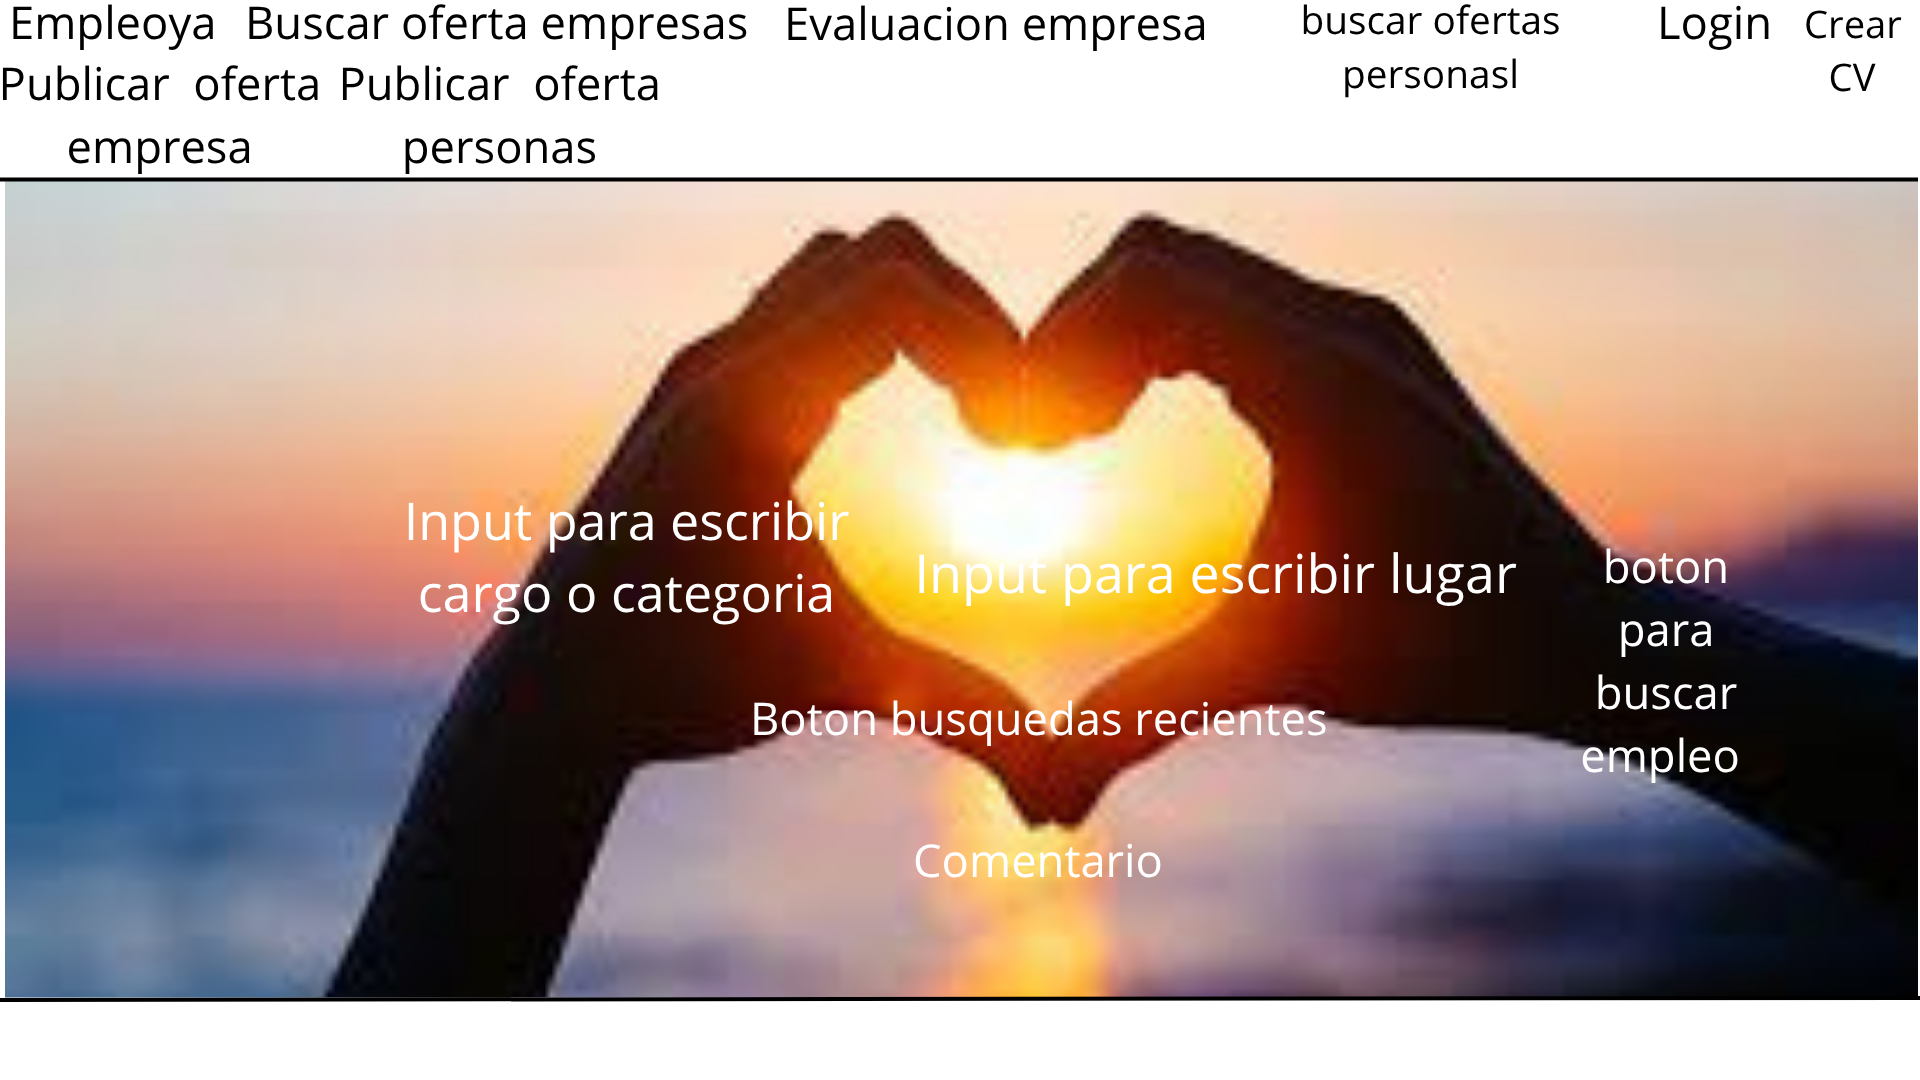 Empleoya Buscar oferta empresas Evaluacion empresa buscar ofertas personasl Login Crear CV
Publicar oferta empresa
Publicar oferta personas
Input para escribir
cargo o categoria
Input para escribir lugar
boton
para
buscar
empleo
Boton busquedas recientes
Comentario